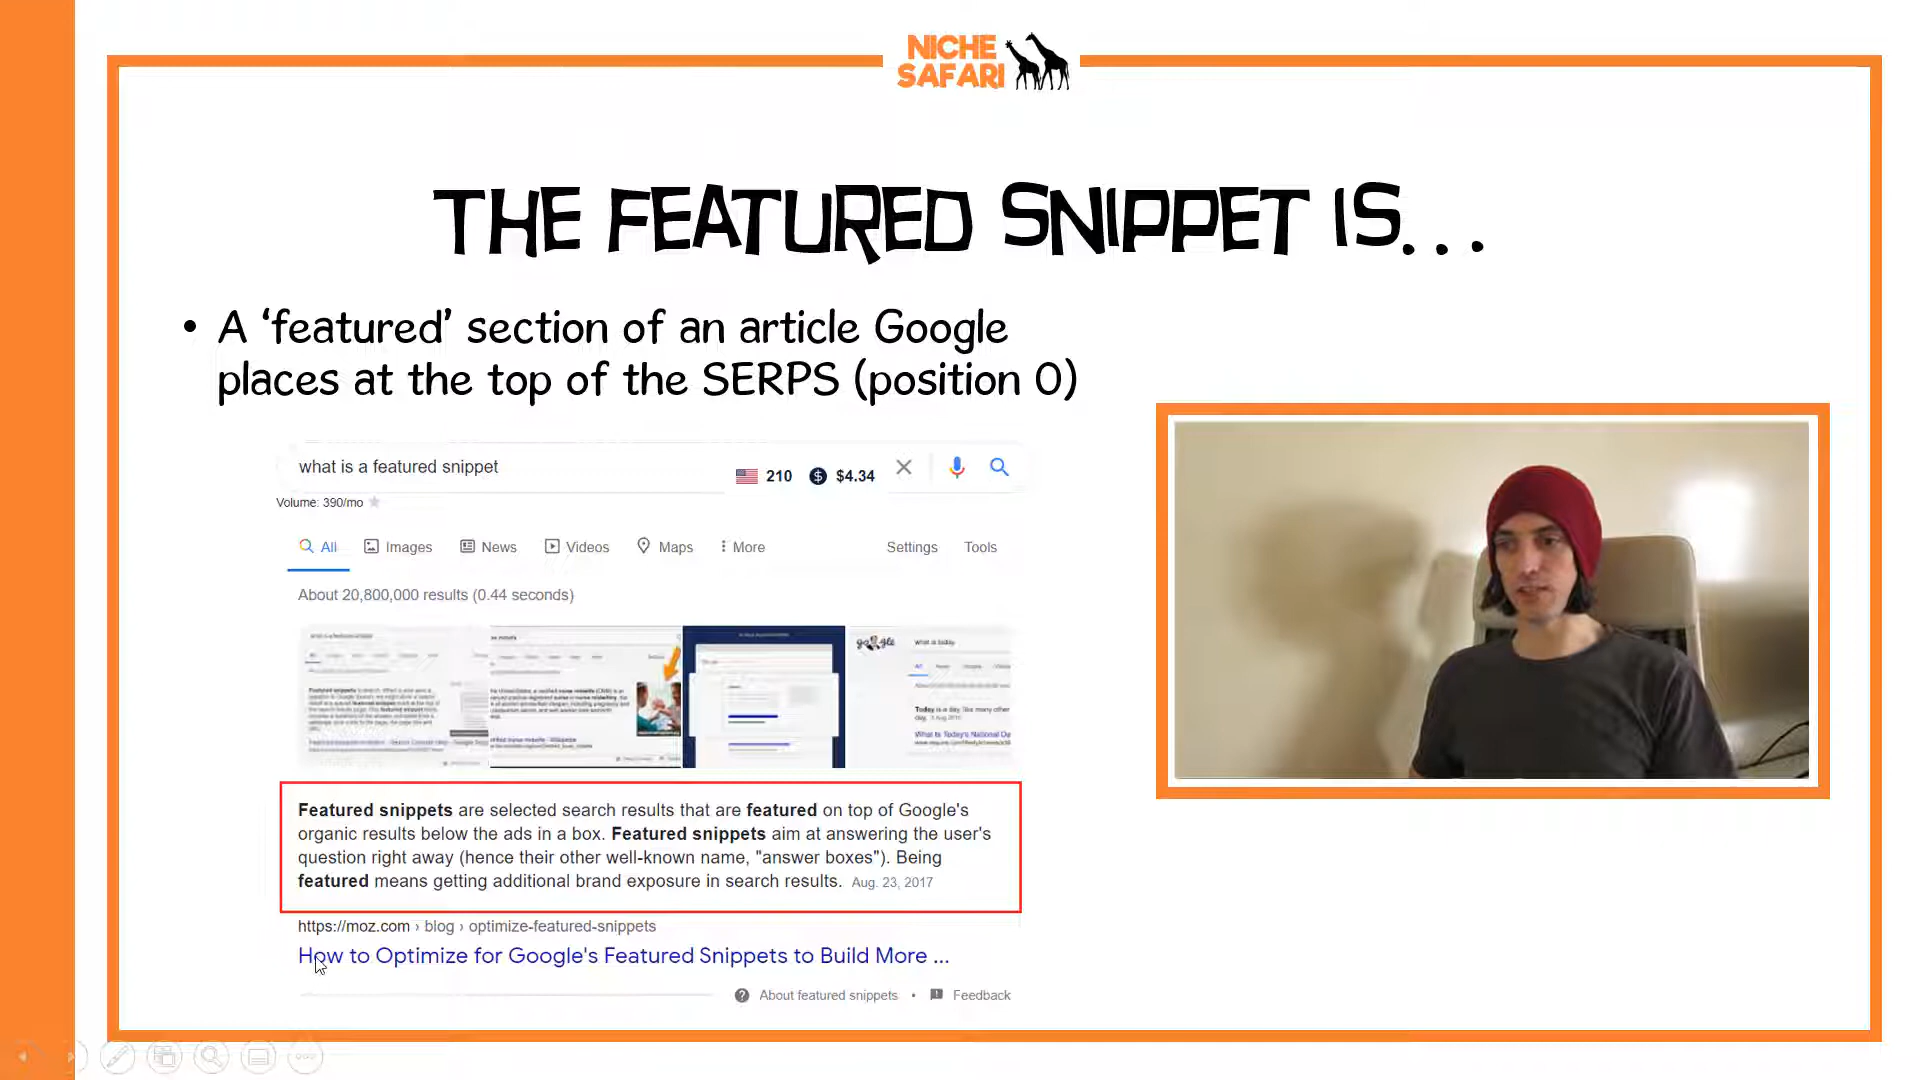 NICHE
SAFARI
THE FEATURED SNIPPET IS...
• A ‘featured’ section of an article Google
places at the top of the SERPS (position 0)
what is a featured snippet
210 $4.34
Volume: 390/mo
All Images News Videos Maps More Settings Tools
About 20,800,000 results (0.44 seconds)
what is today
Featured snippets are selected search results that are featured on top of Google's
organic results below the ads in a box. Featured snippets aim at answering the user's
question right away (hence their other well-known name, "answer boxes"). Being
featured means getting additional brand exposure in search results. Aug. 23, 2017
https://moz.com › blog › optimize-featured-snippets
How to Optimize for Google's Featured Snippets to Build More ...
About featured snippets • Feedback